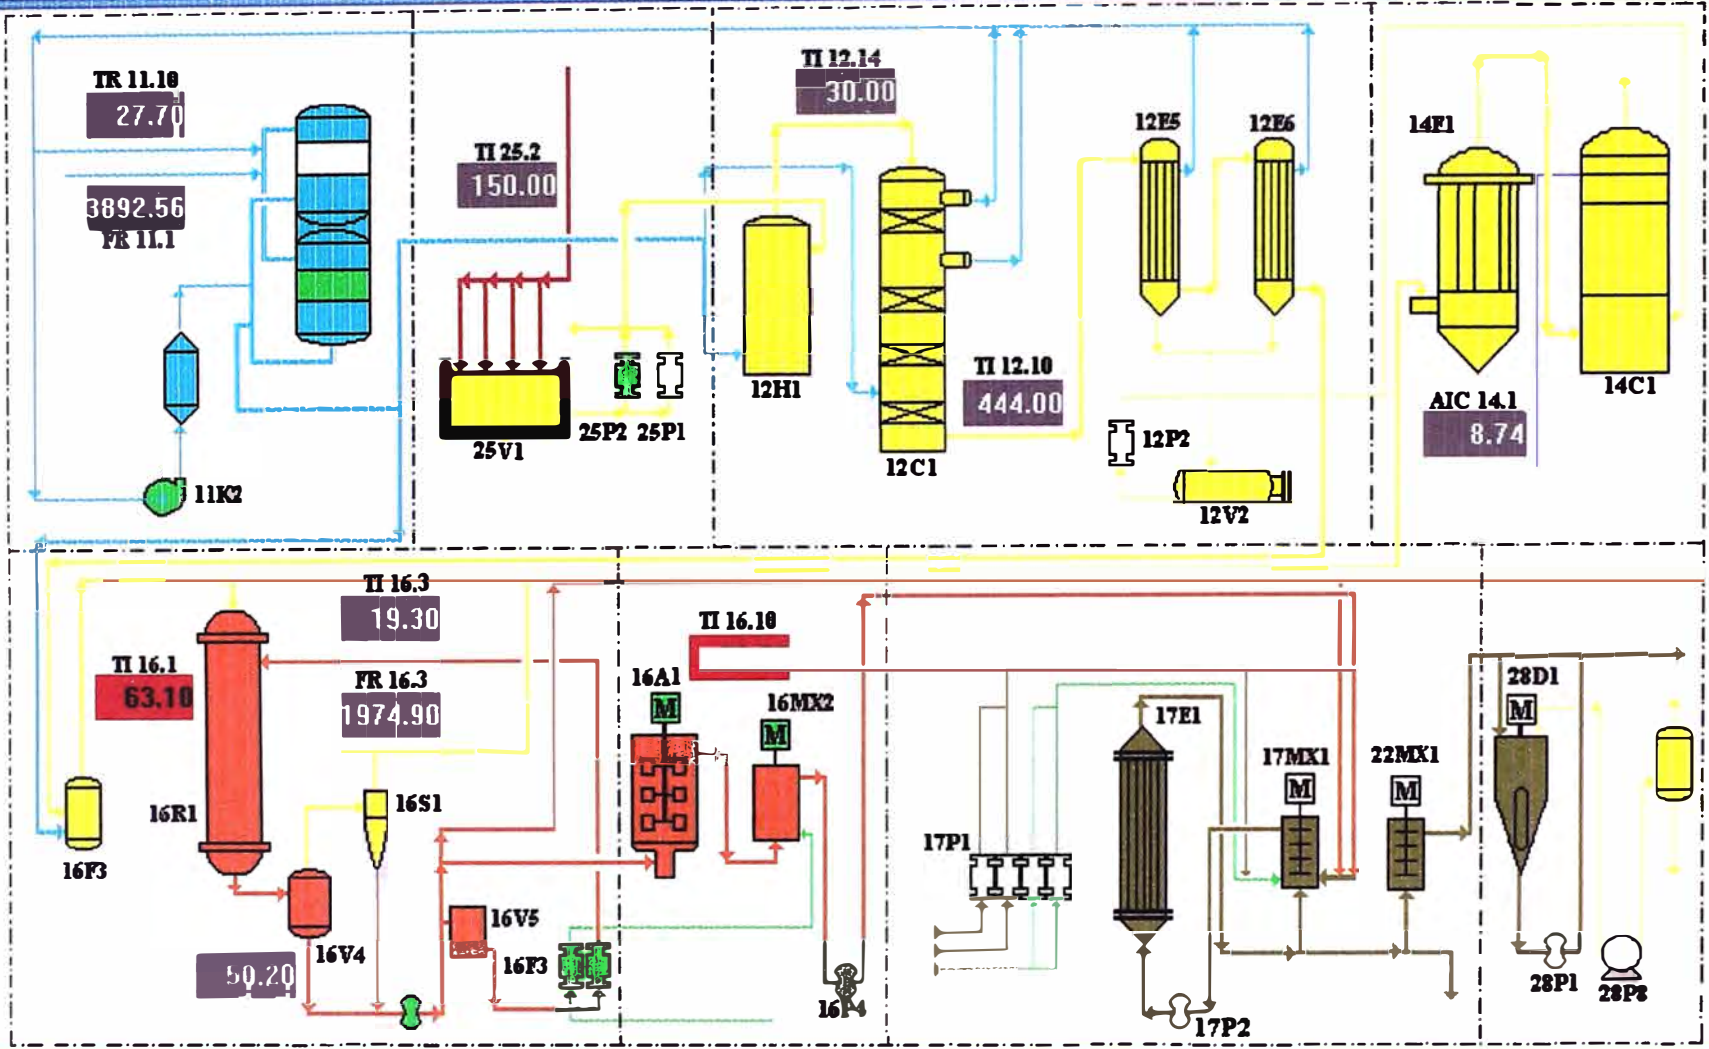 TR 11.10
27.70
3892.56
FR 11.1
11K2
TI 25.2
150.00
25V1
25P2
25P1
TI 12.14
30.00
12H1
12C1
TI 12.10
444.00
12E5
12E6
12P2
12V2
14F1
14C1
AIC 14.1
8.74
TI 16.3
19.30
TI 16.1
63.10
FR 16.3
1974.90
16R1
16S1
16F3
16V4
50.20
16V5
16F3
TI 16.10
16A1
M
16MX2
M
16P4
17P1
17E1
17MX1
M
22MX1
M
17P2
28D1
M
28P1
28P8